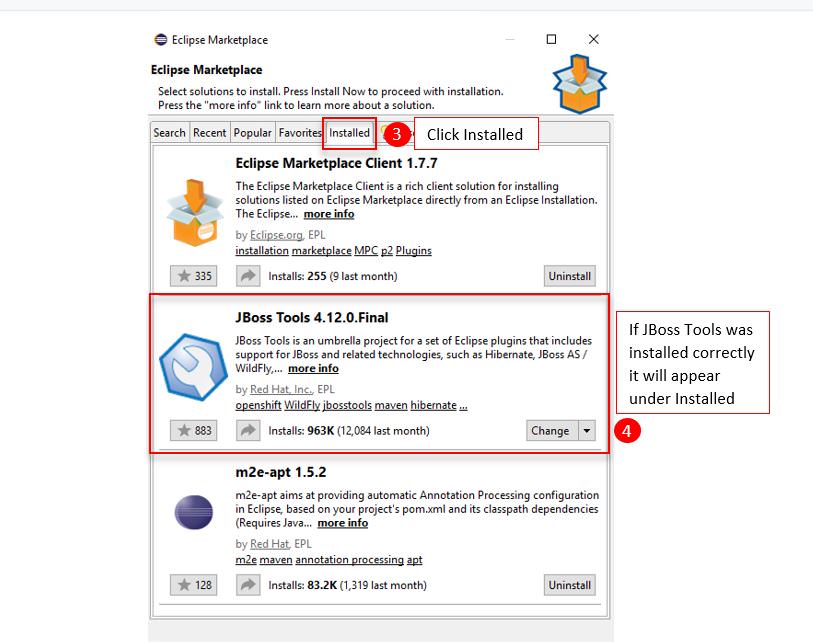 Eclipse Marketplace
Eclipse Marketplace
Select solutions to install. Press Install Now to proceed with installation.
Press the "more info" link to learn more about a solution.
Search Recent Popular Favorites Installed
3 Click Installed
Eclipse Marketplace Client 1.7.7
The Eclipse Marketplace Client is a rich client solution for installing
solutions listed on Eclipse Marketplace directly from an Eclipse Installation.
The Eclipse... more info
by Eclipse.org, EPL
installation marketplace MPC p2 Plugins
335 Installs: 255 (9 last month) Uninstall
JBoss Tools 4.12.0.Final
JBoss Tools is an umbrella project for a set of Eclipse plugins that includes
support for JBoss and related technologies, such as Hibernate, JBoss AS /
WildFly,... more info
by Red Hat, Inc., EPL
openshift WildFly jbosstools maven hibernate ...
883 Installs: 963K (12,084 last month) Change
If JBoss Tools was
installed correctly
it will appear
under Installed
4
m2e-apt 1.5.2
m2e-apt aims at providing automatic Annotation Processing configuration
in Eclipse, based on your project's pom.xml and its classpath dependencies
(Requires Java... more info
by Red Hat, EPL
m2e maven annotation processing apt
128 Installs: 83.2K (1,319 last month) Uninstall